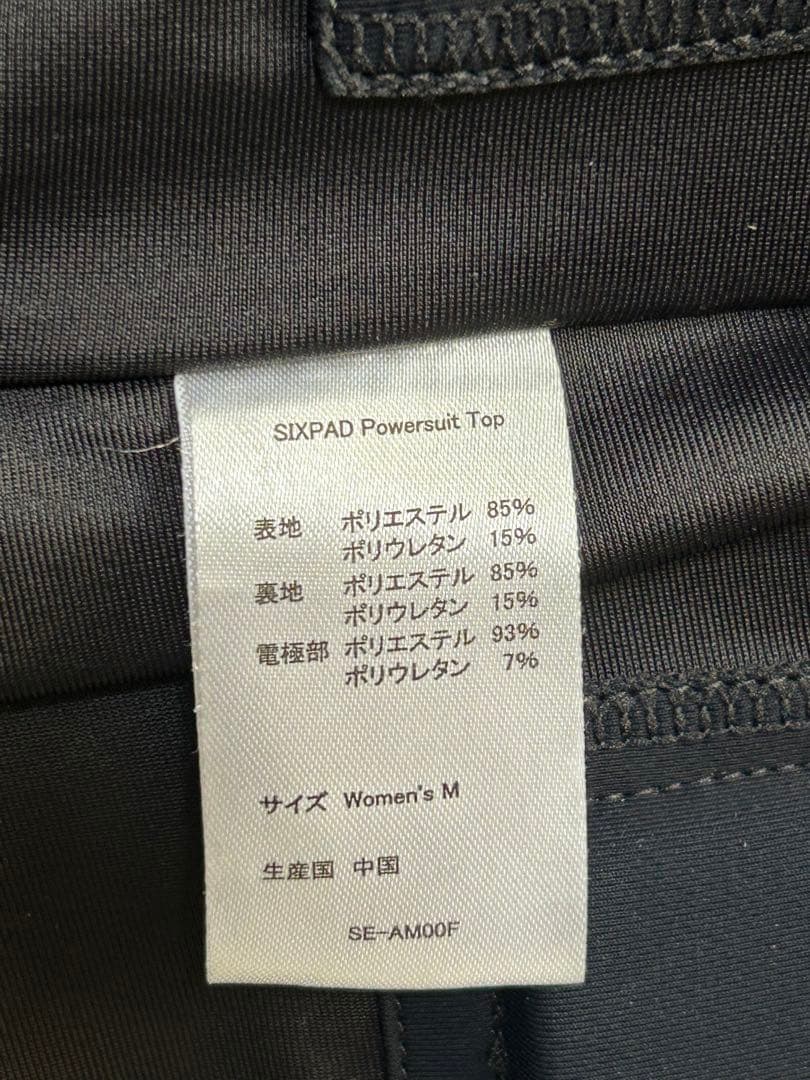 SIXPAD Powersuit Top
表地 ポリエステル 85%
ポリウレタン 15%
裏地 ポリエステル 85%
ポリウレタン 15%
電極部 ポリエステル 93%
ポリウレタン 7%
サイズ Women's M
生産国 中国
SE-AM00F